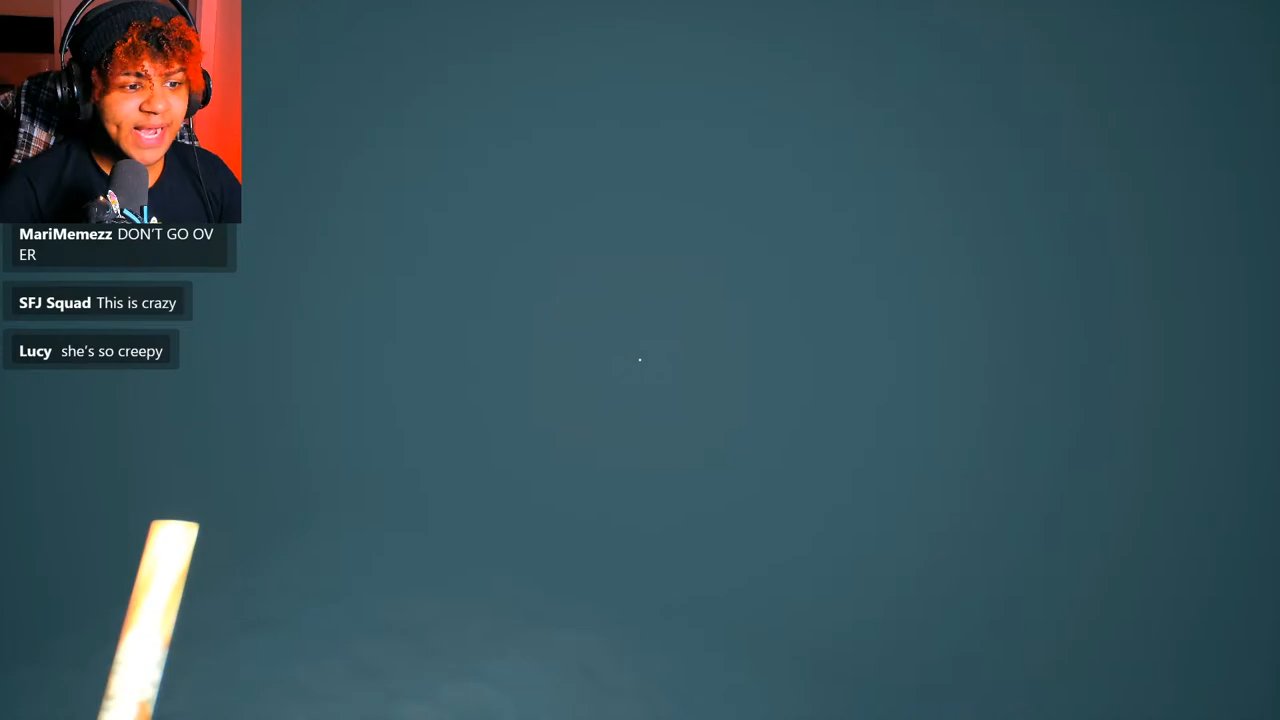 MariMemezz DON'T GO OV
ER
SFJ Squad This is crazy
Lucy she's so creepy